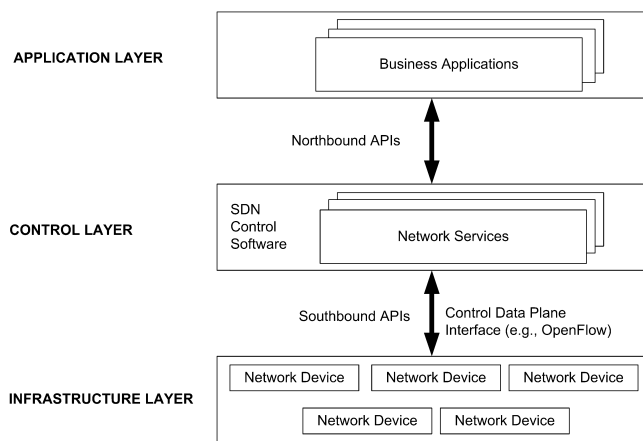 APPLICATION LAYER
Business Applications
Northbound APIs
CONTROL LAYER
SDN
Control
Software
Network Services
Southbound APIs
Control Data Plane
Interface (e.g., OpenFlow)
INFRASTRUCTURE LAYER
Network Device
Network Device
Network Device
Network Device
Network Device